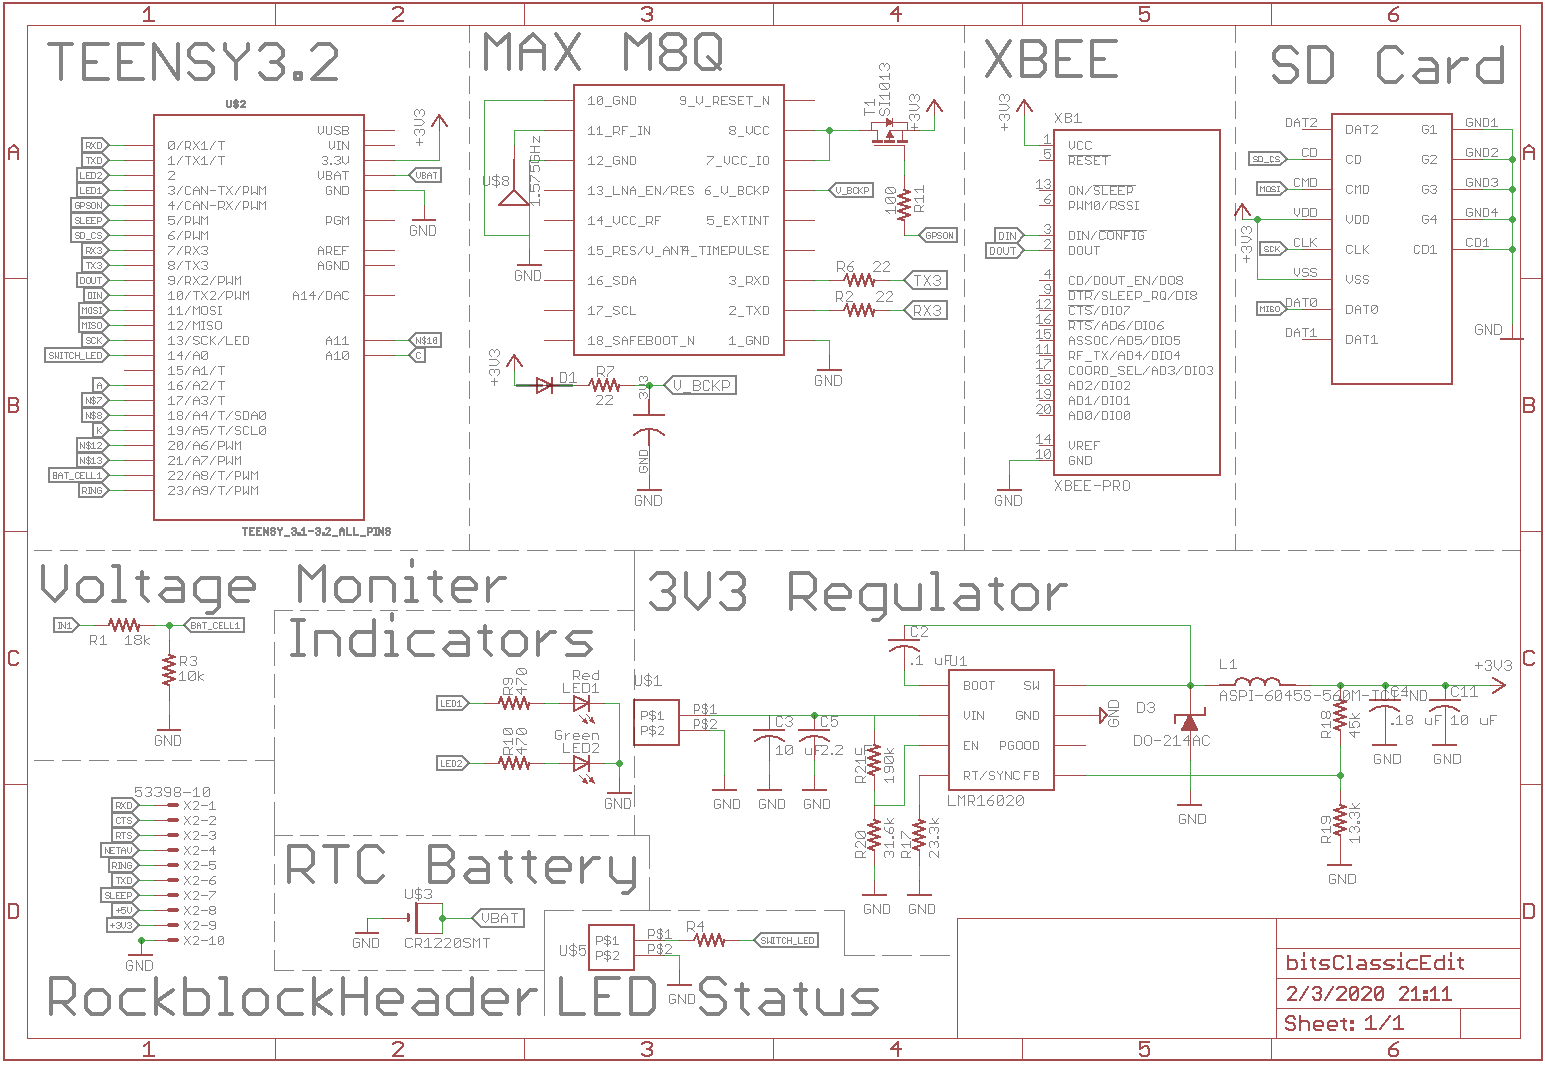 1 2 3 4 5 6
A B C D
TEENSY3.2
U$2
RXD 0/RX1/T
TXD 1/TX1/T
LED2 2
LED1 3/CAN-TX/PWM
GPSON 4/CAN-RX/PWM
SLEEP 5/PWM
SD_CS 6/PWM
RX3 7/RX3
TX3 8/TX3
DOUT 9/RX2/PWM
DIN 10/TX2/PWM
MOSI 11/MOSI
MISO 12/MISO
SCK 13/SCK/LED
SWITCH_LED 14/A0
15/A1/T
A 16/A2/T
N$7 17/A3/T
N$8 18/A4/T/SDA0
K 19/A5/T/SCL0
N$12 20/A6/PWM
N$13 21/A7/PWM
BAT_CELL1 22/A8/T/PWM
RING 23/A9/T/PWM
VUSB
VIN
3.3V +3V3
VBAT VBAT
GND GND
PGM
AREF
AGND
A14/DAC
A11 N$10
A10 C
TEENSY_3.1-3.2_ALL_PINS
MAX M8Q
10_GND 9_V_RESET_N
11_RF_IN 8_VCC
12_GND 7_VCC_IO
13_LNA_EN/RES 6_V_BCKP V_BCKP
14_VCC_RF 5_EXTINT
15_RES/V_ANT 4_TIMEPULSE
16_SDA 3_RXD R6 22 TX3
17_SCL 2_TXD R2 22 RX3
18_SAFEBOOT_N 1_GND GND
U$8 1.575GHz
GND
T1 SI1013 +3V3
100 R11
GPSON
+3V3 D1 R7 22 V_BCKP
3U3
GND
GND
XBEE
+3V3 XB1
1 VCC
5 RESET
13 ON/SLEEP
6 PWM0/RSSI
DIN 3 DIN/CONFIG
DOUT 2 DOUT
4 CD/DOUT_EN/DO8
9 DTR/SLEEP_RQ/DI8
12 CTS/DIO7
16 RTS/AD6/DIO6
15 ASSOC/AD5/DIO5
11 RF_TX/AD4/DIO4
17 COORD_SEL/AD3/DIO3
18 AD2/DIO2
19 AD1/DIO1
20 AD0/DIO0
14 VREF
10 GND
GND
XBEE-PRO
SD Card
DAT2 DAT2 G1 GND1
SD_CS CD CD G2 GND2
MOSI CMD CMD G3 GND3
+3V3 VDD VDD G4 GND4
SCK CLK CLK CD1 CD1
VSS VSS
MISO DAT0 DAT0
DAT1 DAT1
GND
Voltage Moniter
IN1 R1 18k BAT_CELL1
R3
10k
GND
Indicators
LED1 R9 470 Red
LED1
LED2 R10 470 Green
LED2
GND
3V3 Regulator
U$1
P$1 P$1
P$2 P$2
GND
C3
10 uF
GND
C5
2.2 uF
GND
R21 190k
R20 31.6k
GND
R17 23.3k
GND
C2
.1 uF
U1
BOOT SW
VIN GND GND
EN PGOOD
RT/SYNC FB
LMR16020
D3
DO-214AC
GND
L1
ASPI-6045S-560M-TCT-ND
R18 45k
R19 13.3k
GND
C4
.18 uF
GND
C11
10 uF
GND
+3V3
53398-10
RXD X2-1
CTS X2-2
RTS X2-3
NETAV X2-4
RING X2-5
TXD X2-6
SLEEP X2-7
+5V X2-8
+3V3 X2-9
X2-10
GND
RockblockHeader
RTC Battery
U$3
GND VBAT
CR1220SMT
U$5
P$1 P$1 R4 SWITCH_LED
P$2 P$2
GND
LED Status
bitsClassicEdit
2/3/2020 21:11
Sheet: 1/1
A B C D
1 2 3 4 5 6